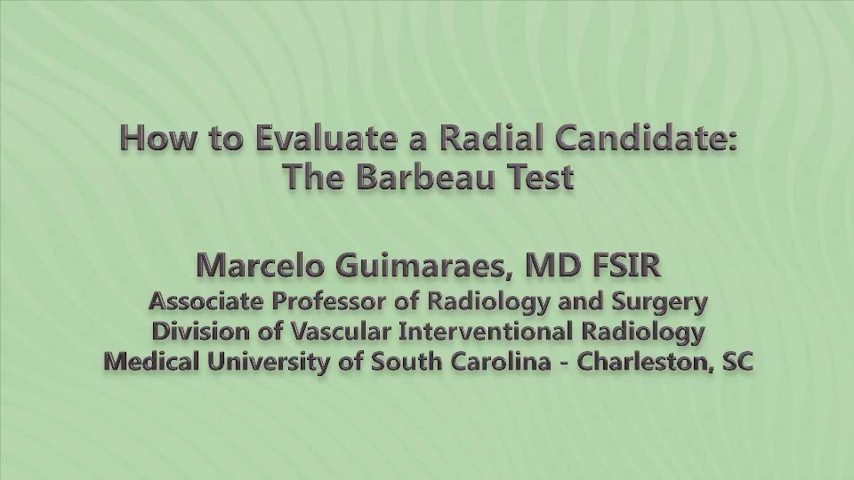 How to Evaluate a Radial Candidate:
The Barbeau Test
Marcelo Guimaraes, MD FSIR
Associate Professor of Radiology and Surgery
Division of Vascular Interventional Radiology
Medical University of South Carolina - Charleston, SC